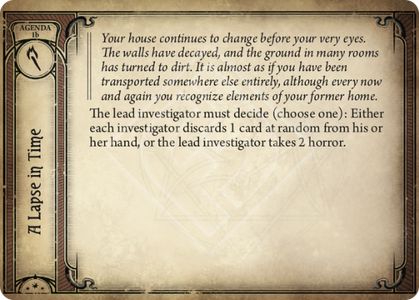 AGENDA
1b
A Lapse in Time
Your house continues to change before your very eyes.
The walls have decayed, and the ground in many rooms
has turned to dirt. It is almost as if you have been
transported somewhere else entirely, although every now
and again you recognize elements of your former home.
The lead investigator must decide (choose one): Either
each investigator discards 1 card at random from his or
her hand, or the lead investigator takes 2 horror.